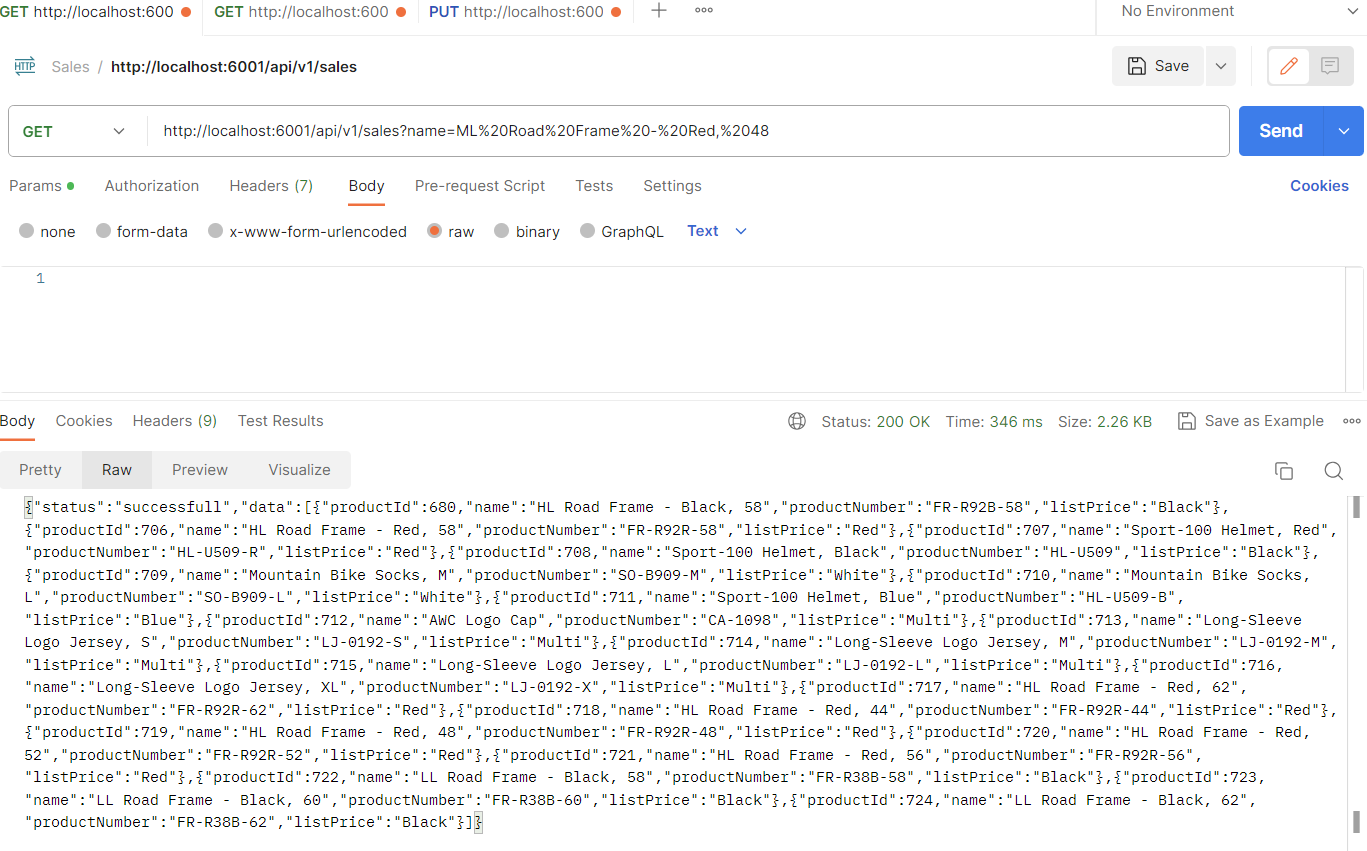 GET http://localhost:600 GET http://localhost:600 PUT http://localhost:600 No Environment
HTTP Sales / http://localhost:6001/api/v1/sales Save
GET http://localhost:6001/api/v1/sales?name=ML%20Road%20Frame%20-%20Red,%2048 Send
Params Authorization Headers (7) Body Pre-request Script Tests Settings Cookies
none form-data x-www-form-urlencoded raw binary GraphQL Text
1
Body Cookies Headers (9) Test Results Status: 200 OK Time: 346 ms Size: 2.26 KB Save as Example
Pretty Raw Preview Visualize
{"status":"successfull","data":[{"productId":680,"name":"HL Road Frame - Black, 58","productNumber":"FR-R92B-58","listPrice":"Black"},
{"productId":706,"name":"HL Road Frame - Red, 58","productNumber":"FR-R92R-58","listPrice":"Red"},{"productId":707,"name":"Sport-100 Helmet, Red",
"productNumber":"HL-U509-R","listPrice":"Red"},{"productId":708,"name":"Sport-100 Helmet, Black","productNumber":"HL-U509","listPrice":"Black"},
{"productId":709,"name":"Mountain Bike Socks, M","productNumber":"SO-B909-M","listPrice":"White"},{"productId":710,"name":"Mountain Bike Socks,
L","productNumber":"SO-B909-L","listPrice":"White"},{"productId":711,"name":"Sport-100 Helmet, Blue","productNumber":"HL-U509-B",
"listPrice":"Blue"},{"productId":712,"name":"AWC Logo Cap","productNumber":"CA-1098","listPrice":"Multi"},{"productId":713,"name":"Long-Sleeve
Logo Jersey, S","productNumber":"LJ-0192-S","listPrice":"Multi"},{"productId":714,"name":"Long-Sleeve Logo Jersey, M","productNumber":"LJ-0192-M",
"listPrice":"Multi"},{"productId":715,"name":"Long-Sleeve Logo Jersey, L","productNumber":"LJ-0192-L","listPrice":"Multi"},{"productId":716,
"name":"Long-Sleeve Logo Jersey, XL","productNumber":"LJ-0192-X","listPrice":"Multi"},{"productId":717,"name":"HL Road Frame - Red, 62",
"productNumber":"FR-R92R-62","listPrice":"Red"},{"productId":718,"name":"HL Road Frame - Red, 44","productNumber":"FR-R92R-44","listPrice":"Red"},
{"productId":719,"name":"HL Road Frame - Red, 48","productNumber":"FR-R92R-48","listPrice":"Red"},{"productId":720,"name":"HL Road Frame - Red,
52","productNumber":"FR-R92R-52","listPrice":"Red"},{"productId":721,"name":"HL Road Frame - Red, 56","productNumber":"FR-R92R-56",
"listPrice":"Red"},{"productId":722,"name":"LL Road Frame - Black, 58","productNumber":"FR-R38B-58","listPrice":"Black"},{"productId":723,
"name":"LL Road Frame - Black, 60","productNumber":"FR-R38B-60","listPrice":"Black"},{"productId":724,"name":"LL Road Frame - Black, 62",
"productNumber":"FR-R38B-62","listPrice":"Black"}]}